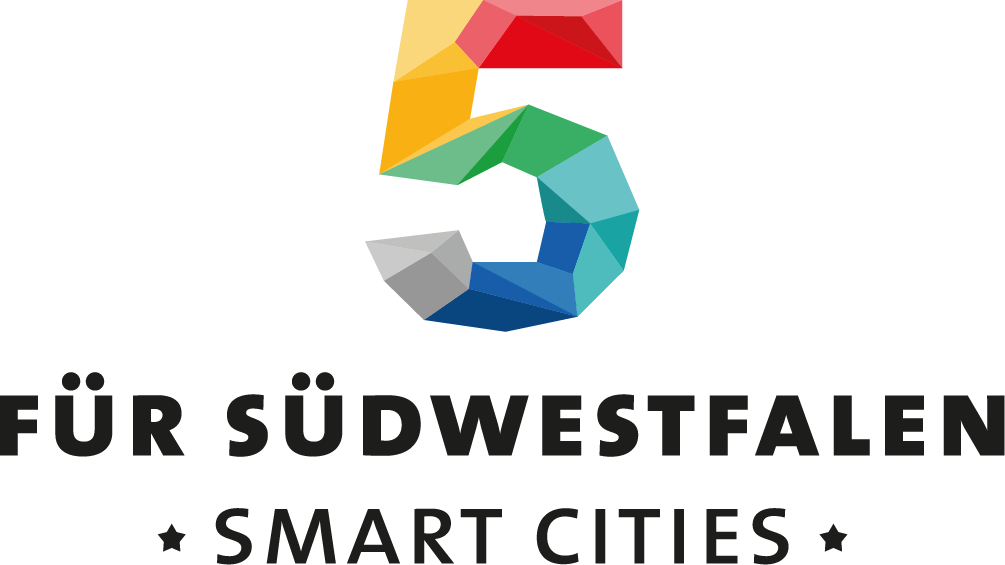 5
FÜR SÜDWESTFALEN
★ SMART CITIES ★